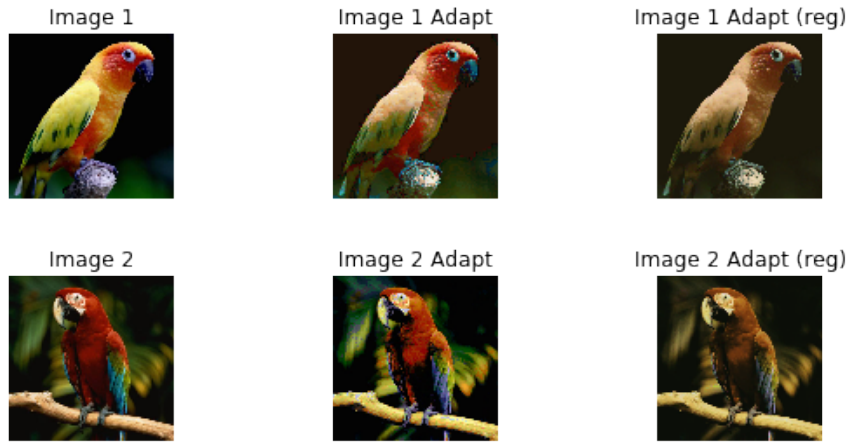 Image 1
Image 1 Adapt
Image 1 Adapt (reg)
Image 2
Image 2 Adapt
Image 2 Adapt (reg)